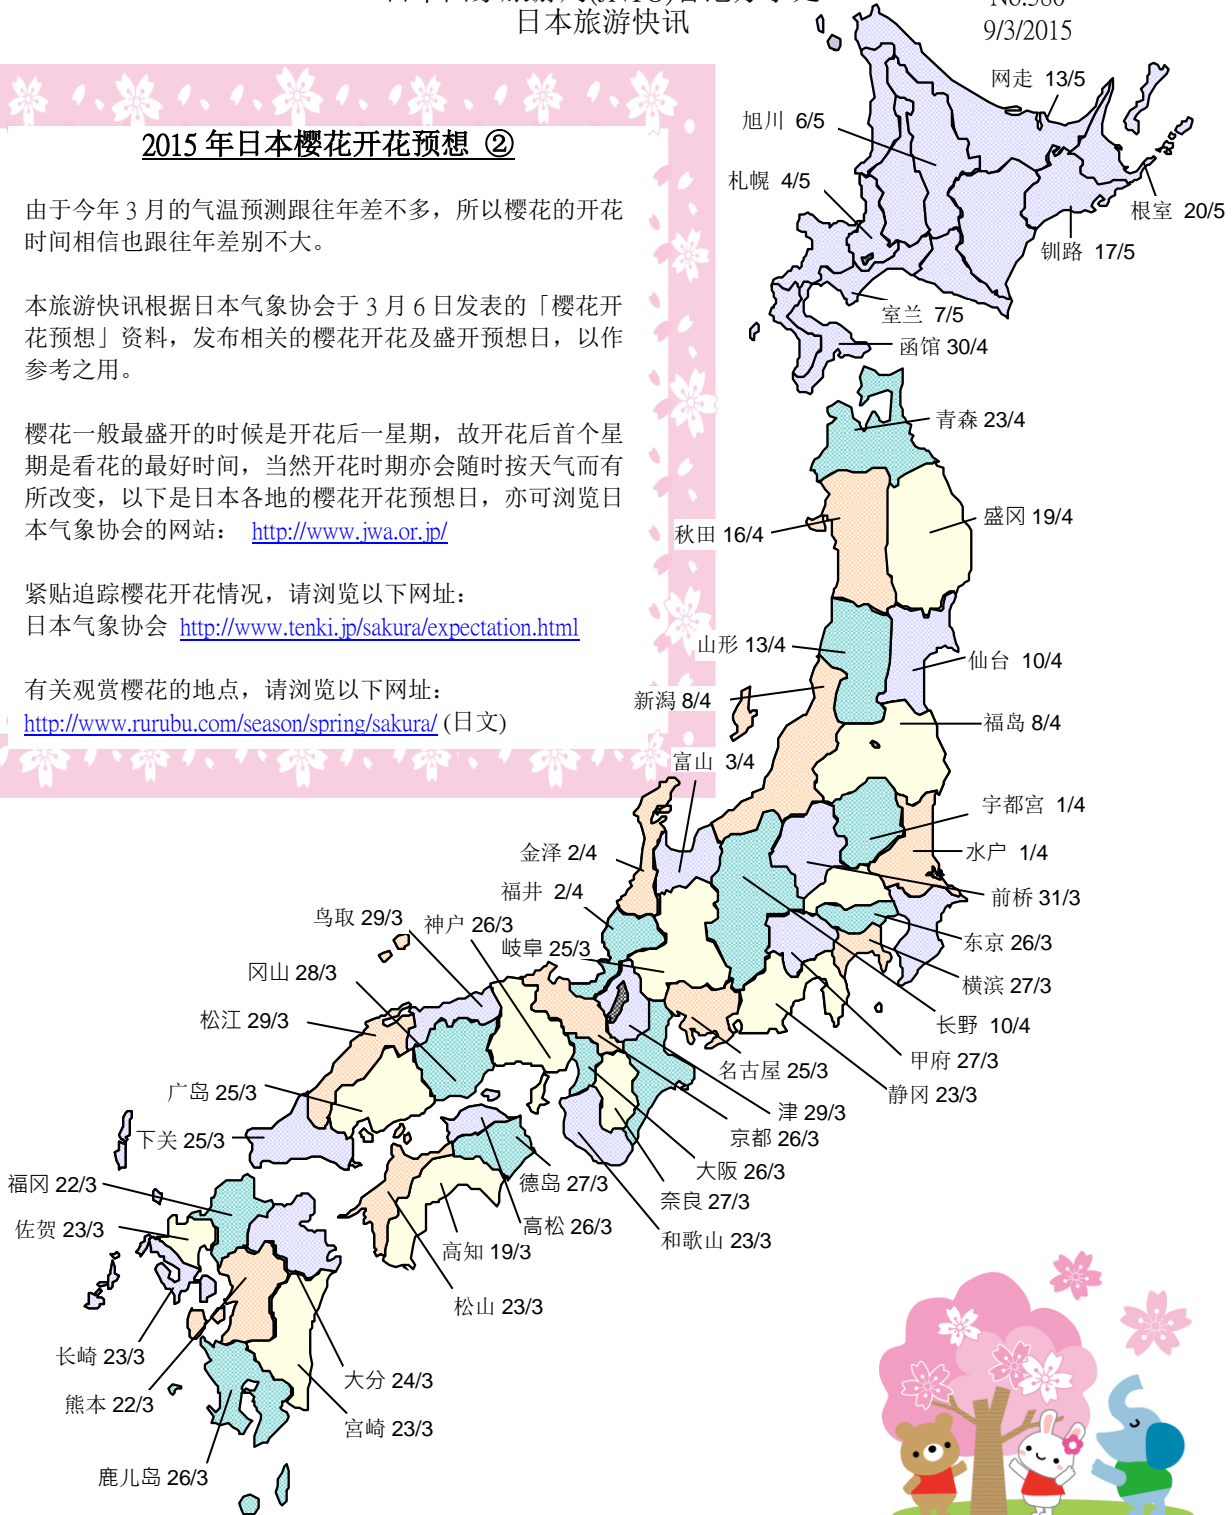 日本旅游快讯
9/3/2015
2015 年日本樱花开花预想 ②
由于今年 3 月的气温预测跟往年差不多，所以樱花的开花
时间相信也跟往年差别不大。
本旅游快讯根据日本气象协会于 3 月 6 日发表的「樱花开
花预想」资料，发布相关的樱花开花及盛开预想日，以作
参考之用。
樱花一般最盛开的时候是开花后一星期，故开花后首个星
期是看花的最好时间，当然开花时期亦会随时按天气而有
所改变，以下是日本各地的樱花开花预想日，亦可浏览日
本气象协会的网站： http://www.jwa.or.jp/
紧贴追踪樱花开花情况，请浏览以下网址：
日本气象协会 http://www.tenki.jp/sakura/expectation.html
有关观赏樱花的地点，请浏览以下网址：
http://www.rurubu.com/season/spring/sakura/ (日文)
网走 13/5
旭川 6/5
札幌 4/5
根室 20/5
钏路 17/5
室兰 7/5
函馆 30/4
青森 23/4
盛冈 19/4
秋田 16/4
山形 13/4
仙台 10/4
新潟 8/4
福岛 8/4
富山 3/4
宇都宫 1/4
金泽 2/4
水户 1/4
福井 2/4
前桥 31/3
鸟取 29/3
神户 26/3
岐阜 25/3
东京 26/3
冈山 28/3
横滨 27/3
松江 29/3
长野 10/4
甲府 27/3
名古屋 25/3
静冈 23/3
广岛 25/3
津 29/3
下关 25/3
京都 26/3
大阪 26/3
福冈 22/3
德岛 27/3
奈良 27/3
佐贺 23/3
高松 26/3
和歌山 23/3
高知 19/3
松山 23/3
长崎 23/3
大分 24/3
熊本 22/3
宫崎 23/3
鹿儿岛 26/3